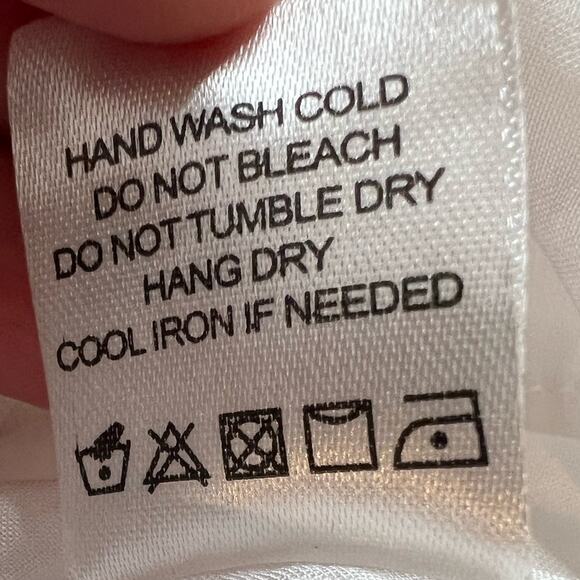 HAND WASH COLD
DO NOT BLEACH
DO NOT TUMBLE DRY
HANG DRY
COOL IRON IF NEEDED